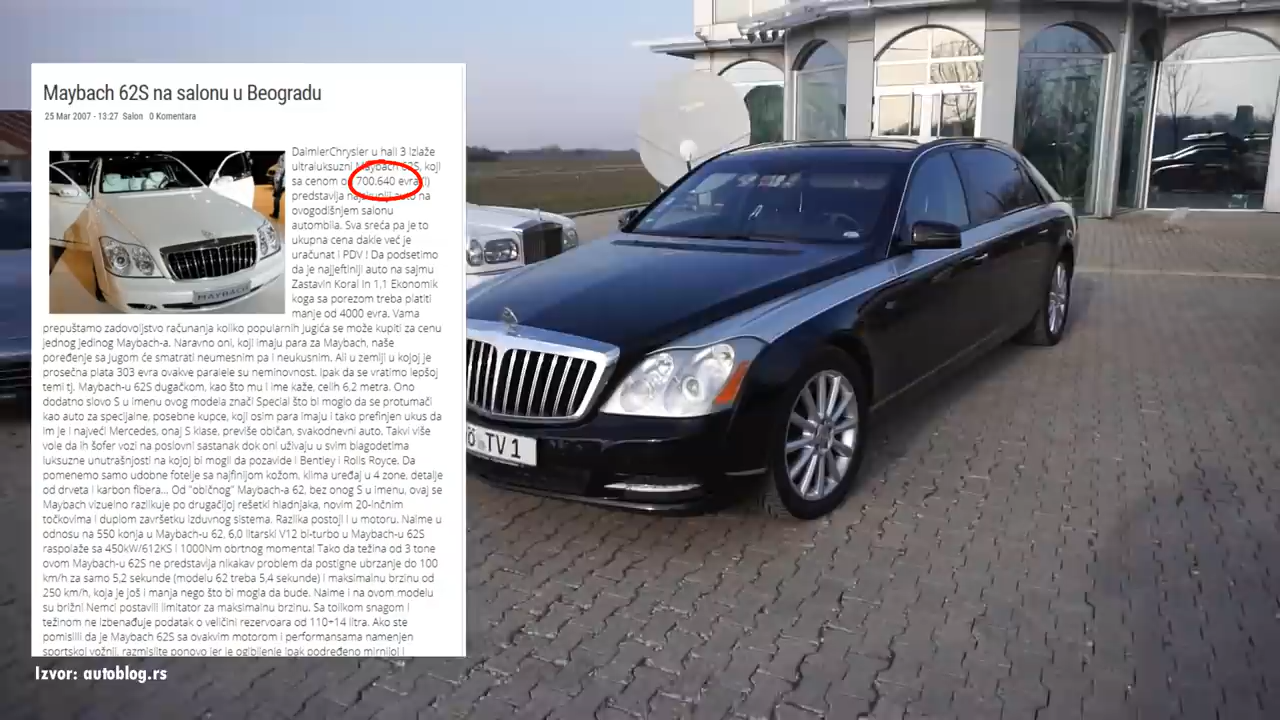 Maybach 62S na salonu u Beogradu
25 Mar 2007 - 13:27 Salon 0 Komentara
DaimlerChrysler u hali 3 izlaže
ultraluksuzni Maybach 62S, koji
sa cenom od 700.640 evra (!)
predstavlja najskuplji auto na
ovogodišnjem salonu
autombila. Sva sreća pa je to
ukupna cena dakle već je
uračunat i PDV ! Da podsetimo
da je najjeftiniji auto na sajmu
Zastavin Koral In 1,1 Ekonomik
koga sa porezom treba platiti
manje od 4000 evra. Vama
prepuštamo zadovoljstvo računanja koliko popularnih jugića se može kupiti za cenu
jednog jedinog Maybach-a. Naravno oni, koji imaju para za Maybach, naše
poređenja sa jugom će smatrati neumesnim pa i neukusnim. Ali u zemlji u kojoj je
prosečna plata 303 evra ovakve paralele su neminovnost. Ipak da se vratimo lepšoj
temi tj. Maybach-u 62S dugačkom, kao što mu i ime kaže, celih 6,2 metra. Ono
dodatno slovo S u imenu ovog modela znači Special što bi moglo da se protumači
kao auto za specijalne, posebne kupce, koji osim para imaju i tako prefinjen ukus da
im je i najveći Mercedes, onaj S klase, previše običan, svakodnevni auto. Takvi više
vole da ih šofer vozi na poslovni sastanak dok oni uživaju u svim blagodetima
luksuzne unutrašnjosti na kojoj bi mogli da pozavide i Bentley i Rolls Royce. Da
pomenemo samo udobne fotelje sa najfinijom kožom, klima uređaj u 4 zone, detalje
od drveta i karbon fibera... Od "običnog" Maybach-a 62, bez onog S u imenu, ovaj se
Maybach vizuelno razlikuje po drugačijoj rešetki hladnjaka, novim 20-inčnim
točkovima i duplom završetku izduvnog sistema. Razlika postoji i u motoru. Naime u
odnosu na 550 konja u Maybach-u 62, 6,0 litarski V12 bi-turbo u Maybach-u 62S
raspolaže sa 450kW/612KS i 1000Nm obrtnog momenta! Tako da težina od 3 tone
ovom Maybach-u 62S ne predstavlja nikakav problem da postigne ubrzanje do 100
km/h za samo 5,2 sekunde (modelu 62 treba 5,4 sekunde) i maksimalnu brzinu od
250 km/h, koja je još i manja nego što bi mogla da bude. Naime i na ovom modelu
su brižni Nemci postavili limitator za maksimalnu brzinu. Sa tolikom snagom i
težinom ne izbenađuje podatak o veličini rezervoara od 110+14 litra. Ako ste
pomislili da je Maybach 62S sa ovakvim motorom i performansama namenjen
sportskoj vožnji, razmislite ponovo jer je ogibljenje ipak podređeno mirnijoj i
Izvor: autoblog.rs
MAYBACH
Ö TV 1